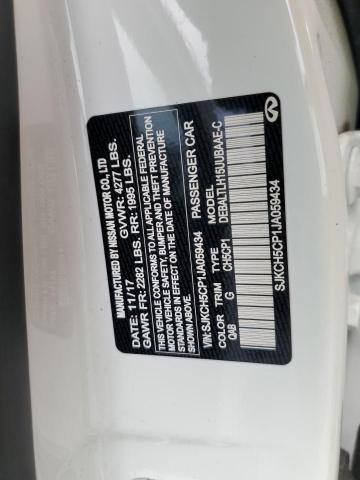 MANUFACTURED BY NISSAN MOTOR CO., LTD
DATE: 11/17 GVWR: 4277 LBS.
GAWR FR: 2282 LBS. RR: 1995 LBS.
THIS VEHICLE CONFORMS TO ALL APPLICABLE FEDERAL
MOTOR VEHICLE SAFETY, BUMPER AND THEFT PREVENTION
STANDARDS IN EFFECT ON THE DATE OF MANUFACTURE
SHOWN ABOVE.
VIN:SJKCH5CP1JA059434 PASSENGER CAR
COLOR TRIM TYPE MODEL
QAB G CH5CP1 DIEBALTLH15UUBAAE-C
SJKCH5CP1JA059434